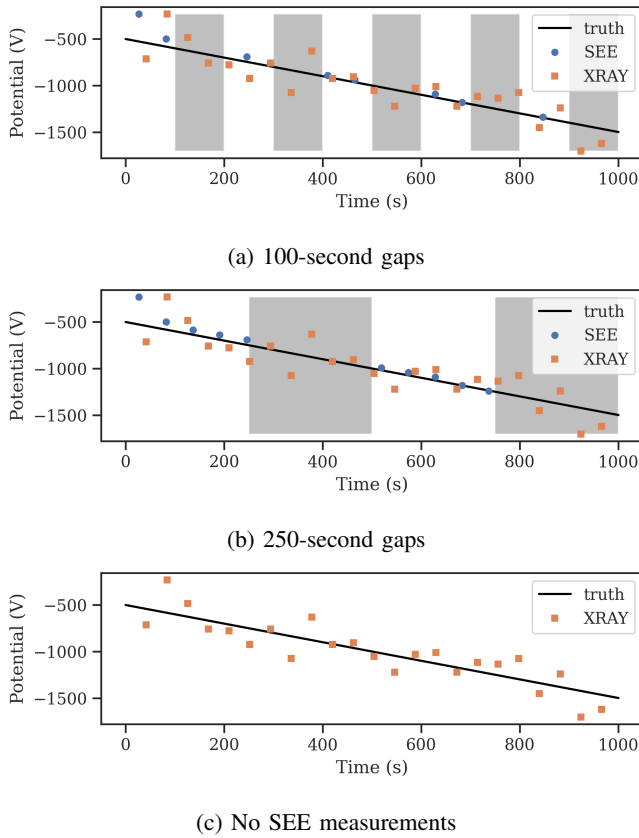 −500
−1000
−1500
Potential (V)
truth
SEE
XRAY
0
200
400
600
800
1000
Time (s)
(a) 100-second gaps
−500
−1000
−1500
Potential (V)
truth
SEE
XRAY
0
200
400
600
800
1000
Time (s)
(b) 250-second gaps
−500
−1000
−1500
Potential (V)
truth
XRAY
0
200
400
600
800
1000
Time (s)
(c) No SEE measurements